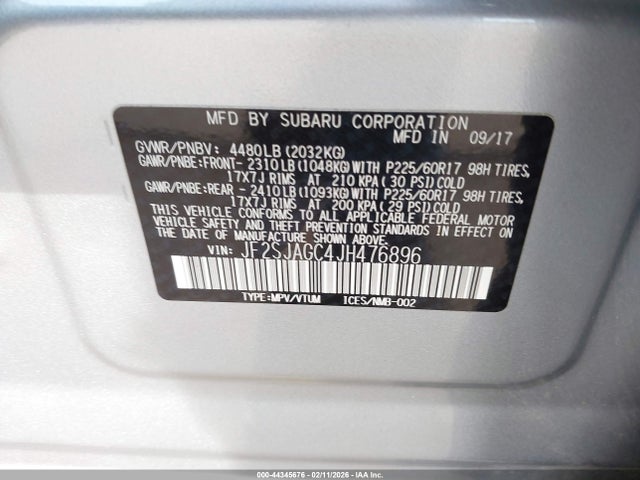 MFD BY SUBARU CORPORATION
MFD IN 09/17
GVWR/PNBV: 4480LB(2032KG)
GAWR/PNBE:FRONT- 2310LB(1048KG)WITH P225/60R17 98H TIRES,
17X7J RIMS AT 210 KPA(30 PSI)COLD
GAWR/PNBE:REAR - 2410LB(1093KG)WITH P225/60R17 98H TIRES,
17X7J RIMS AT 200 KPA(29 PSI)COLD
THIS VEHICLE CONFORMS TO ALL APPLICABLE FEDERAL MOTOR
VEHICLE SAFETY AND THEFT PREVENTION STANDARDS IN EFFECT
ON THE DATE OF MANUFACTURE SHOWN ABOVE.
VIN: JF2SJAGC4JH476896
TYPE:MPV/VTUM ICES/NMB-002
000-44345676 - 02/11/2026 - IAAC, Inc.